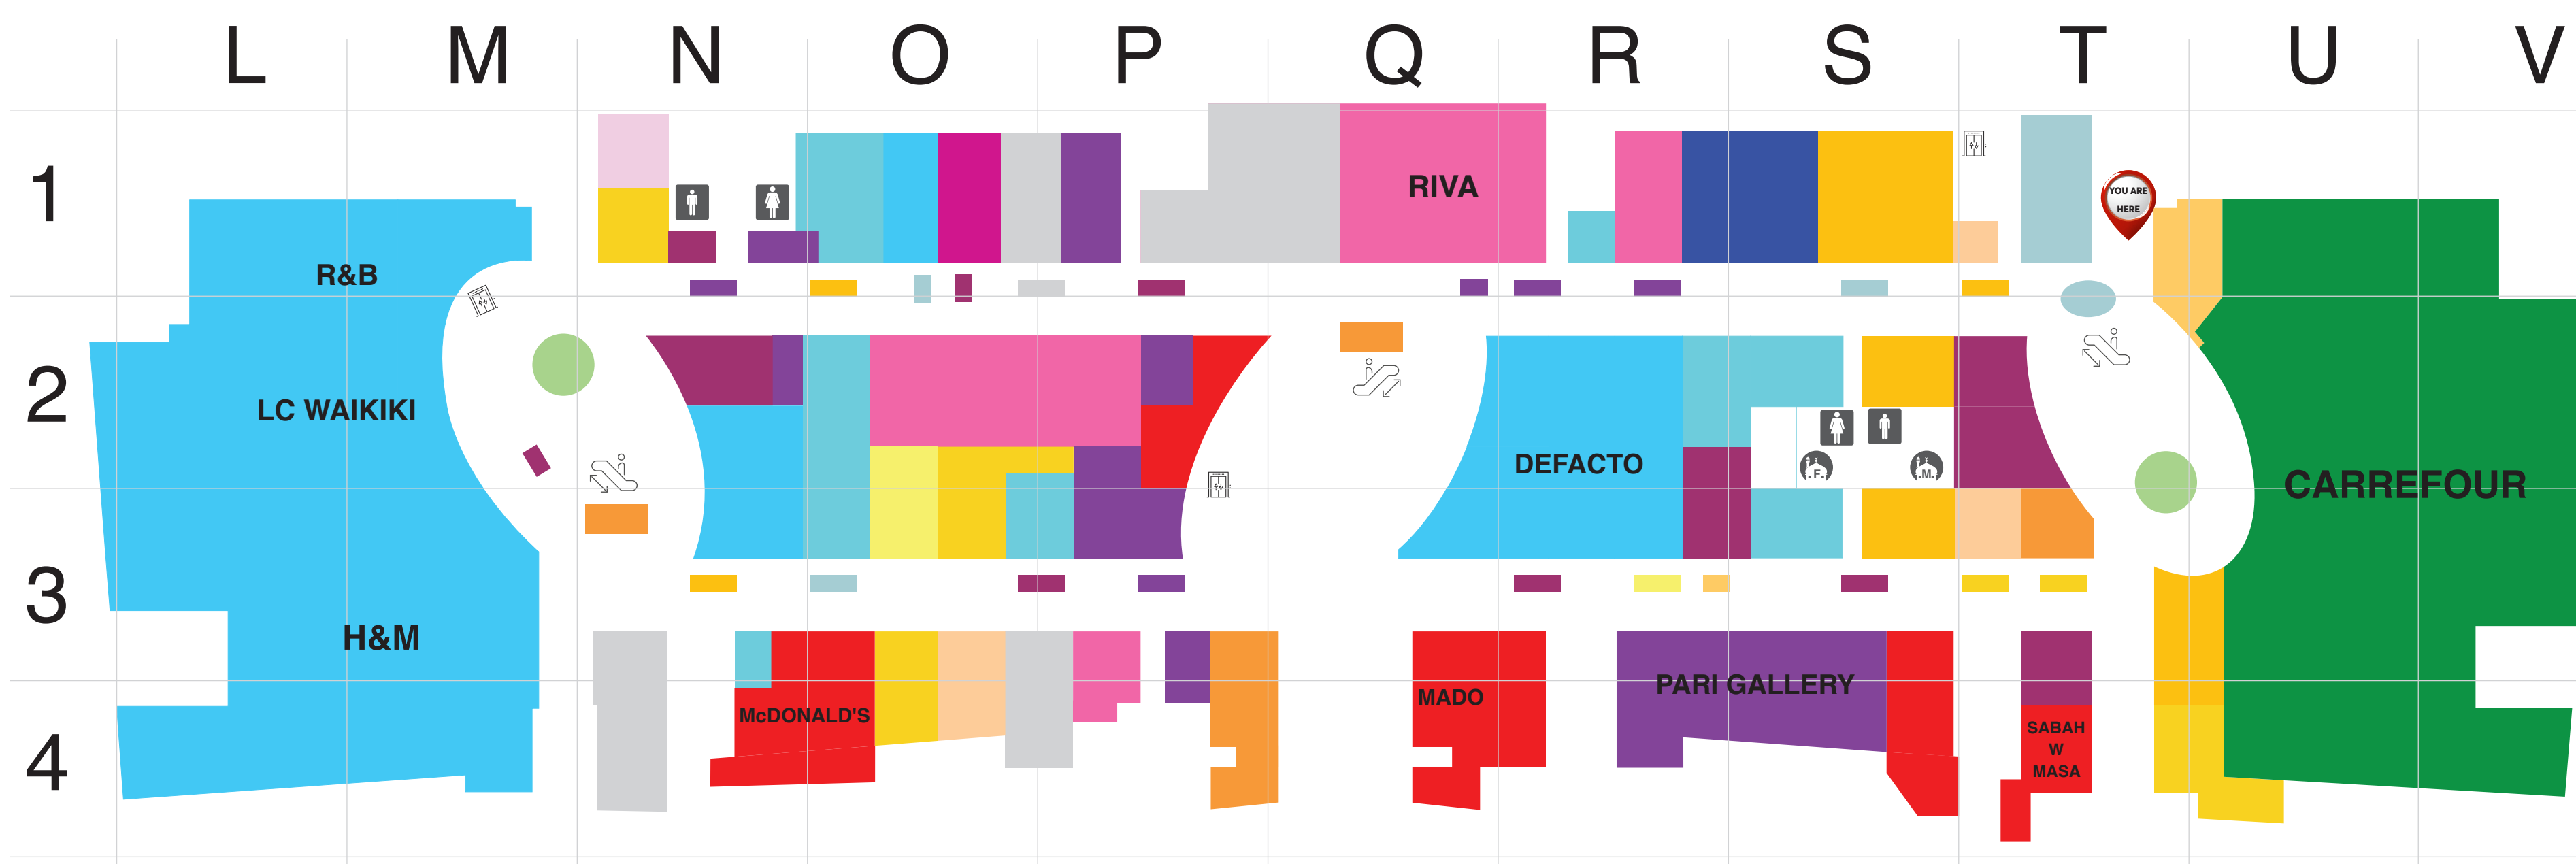 L M N O P Q R S T U V
1
RIVA
YOU ARE
HERE
R&B
2
LC WAIKIKI
DEFACTO
.F.
.M.
CARREFOUR
3
H&M
PARI GALLERY
MADO
McDONALD'S
SABAH
W
MASA
4